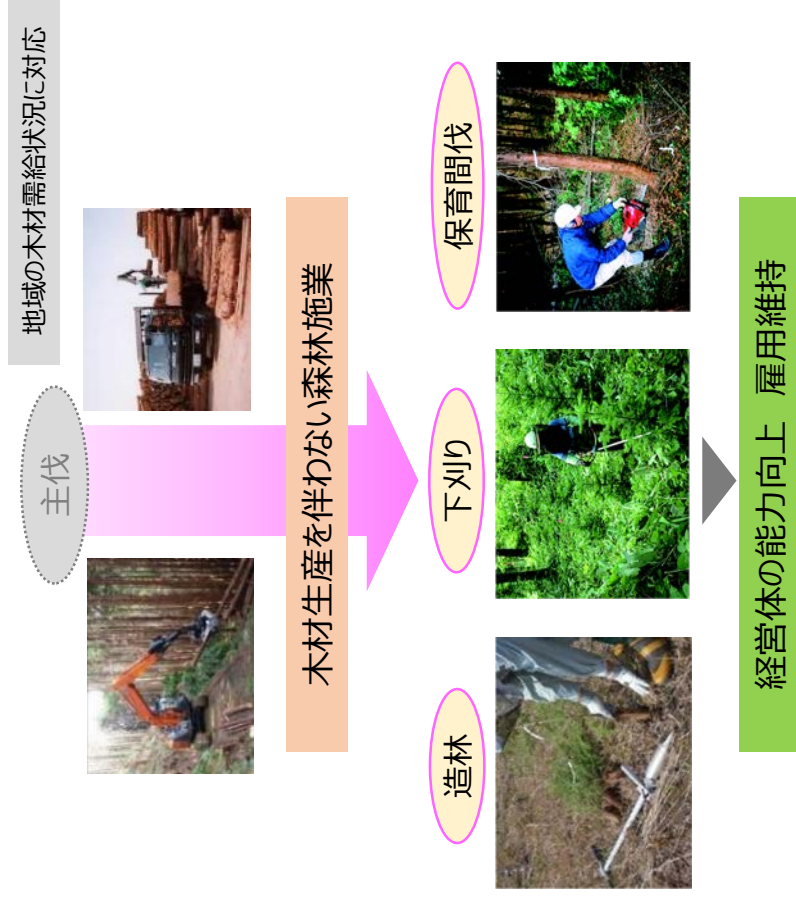 地域の木材需給状況に対応
主伐
木材生産を伴わない森林施業
造林
下刈り
保育間伐
経営体の能力向上　雇用維持